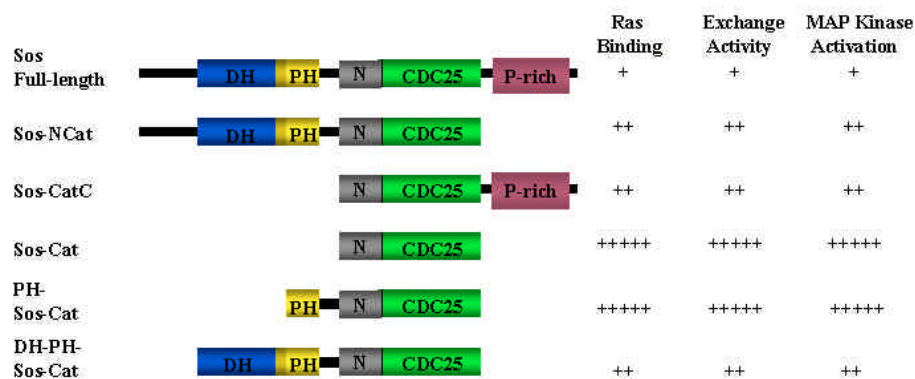 Ras Binding
Exchange Activity
MAP Kinase Activation
Sos Full-length
DH PH N CDC25 P-rich
+ + +
Sos-NCat
DH PH N CDC25
++ ++ ++
Sos-CatC
N CDC25 P-rich
++ ++ ++
Sos-Cat
N CDC25
+++++ +++++ +++++
PH-
Sos-Cat
PH N CDC25
+++++ +++++ +++++
DH-PH-
Sos-Cat
DH PH N CDC25
++ ++ ++